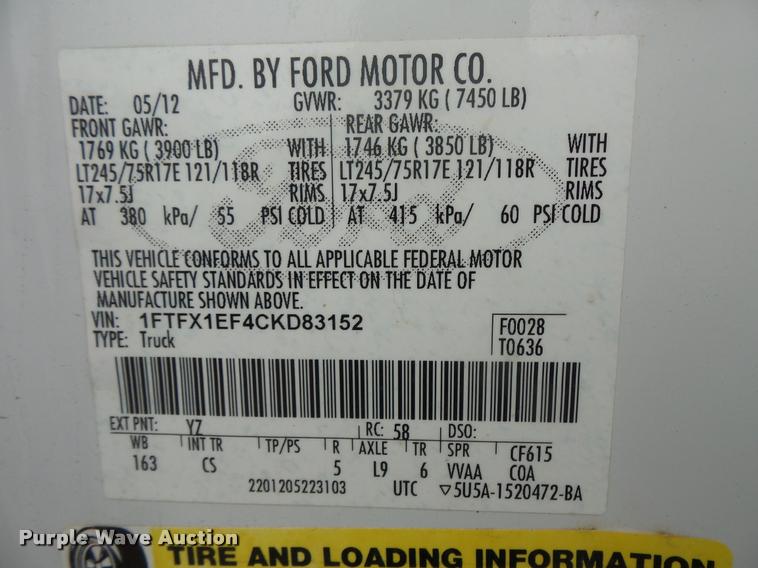 MFD. BY FORD MOTOR CO.
DATE: 05/12 GVWR: 3379 KG ( 7450 LB)
FRONT GAWR: REAR GAWR:
1769 KG ( 3900 LB) WITH 1746 KG ( 3850 LB) WITH
LT245/75R17E 121/118R TIRES LT245/75R17E 121/118R TIRES
17x7.5J RIMS 17x7.5J RIMS
AT 380 kPa/ 55 PSI COLD AT 415 kPa/ 60 PSI COLD
THIS VEHICLE CONFORMS TO ALL APPLICABLE FEDERAL MOTOR
VEHICLE SAFETY STANDARDS IN EFFECT ON THE DATE OF
MANUFACTURE SHOWN ABOVE.
VIN: 1FTFX1EF4CKD83152 F0028
TYPE: Truck T0636
EXT PNT: YZ RC: 58 DSO:
WB INT TR TP/PS R AXLE TR SPR CF615
163 CS 5 L9 6 VVAA COA
2201205223103 UTC ▽5U5A-1520472-BA
Purple Wave Auction
TIRE AND LOADING INFORMATION